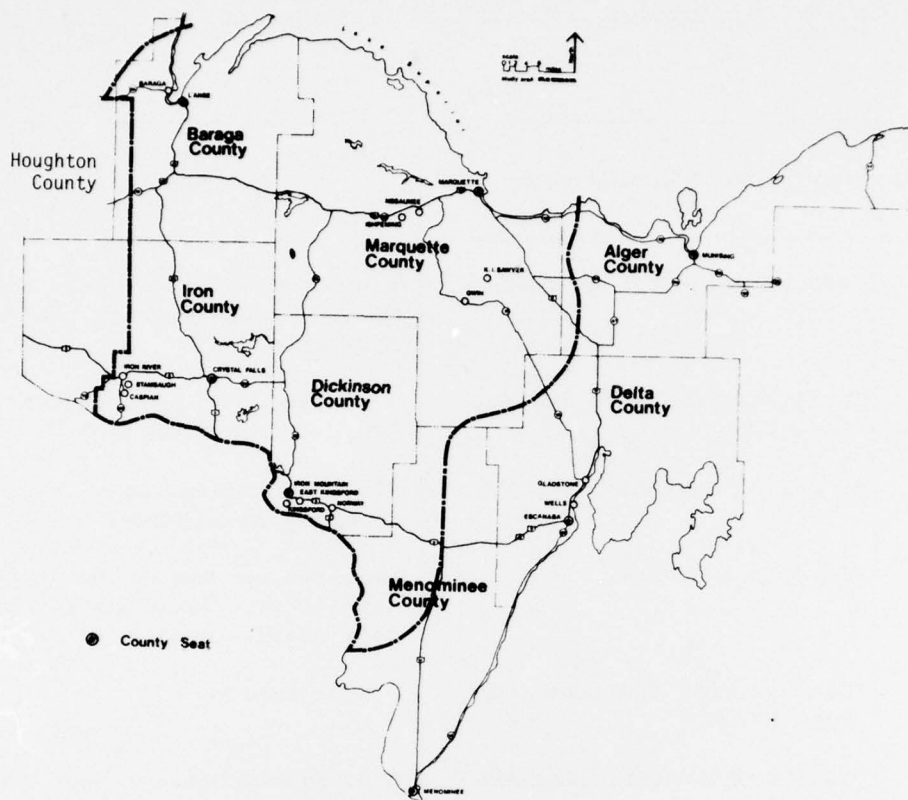 BARAGA
L'ANSE
Baraga
County
Houghton
County
MARQUETTE
NEGAUNEE
ISHPEMING
Marquette
County
Alger
County
MUNISING
K. I. SAWYER
GWINN
Iron
County
IRON RIVER
STAMBAUGH
CASPIAN
CRYSTAL FALLS
Dickinson
County
Delta
County
IRON MOUNTAIN
EAST KINGSFORD
KINGSFORD
NORWAY
GLADSTONE
WELLS
ESCANABA
Menominee
County
County Seat
MENOMINEE